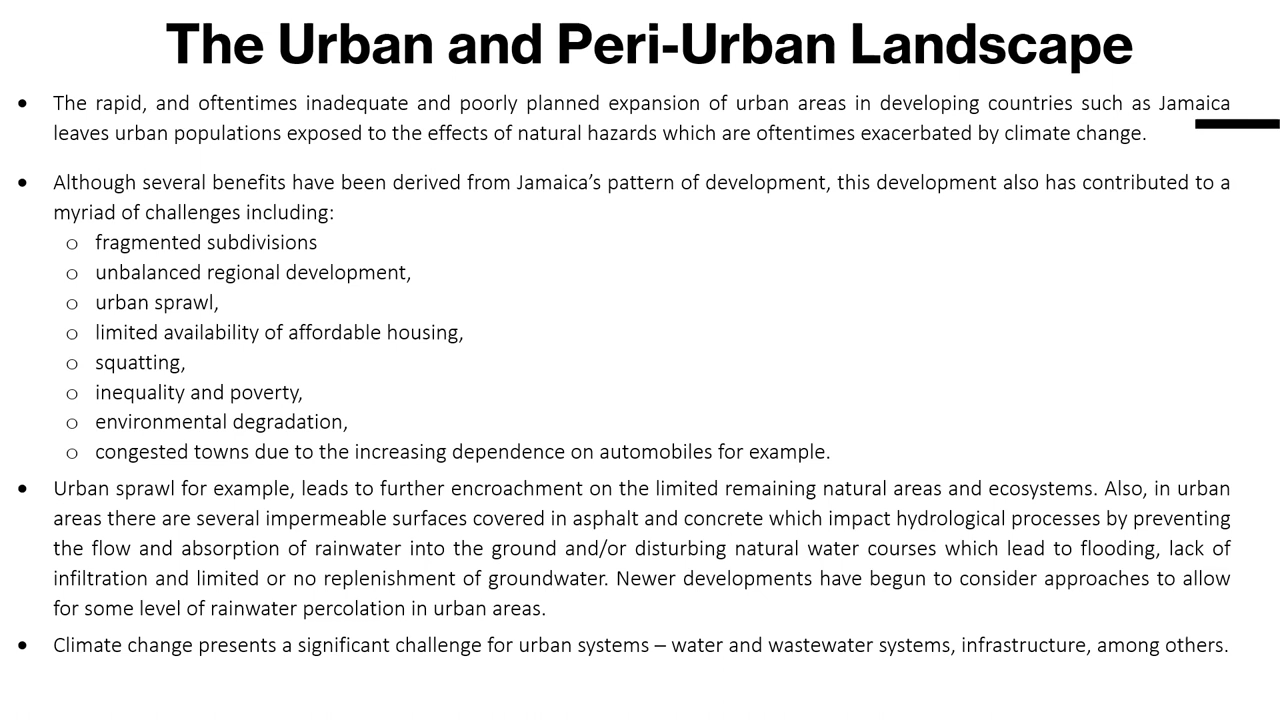 The Urban and Peri-Urban Landscape
• The rapid, and oftentimes inadequate and poorly planned expansion of urban areas in developing countries such as Jamaica
leaves urban populations exposed to the effects of natural hazards which are oftentimes exacerbated by climate change.
• Although several benefits have been derived from Jamaica’s pattern of development, this development also has contributed to a
myriad of challenges including:
o fragmented subdivisions
o unbalanced regional development,
o urban sprawl,
o limited availability of affordable housing,
o squatting,
o inequality and poverty,
o environmental degradation,
o congested towns due to the increasing dependence on automobiles for example.
• Urban sprawl for example, leads to further encroachment on the limited remaining natural areas and ecosystems. Also, in urban
areas there are several impermeable surfaces covered in asphalt and concrete which impact hydrological processes by preventing
the flow and absorption of rainwater into the ground and/or disturbing natural water courses which lead to flooding, lack of
infiltration and limited or no replenishment of groundwater. Newer developments have begun to consider approaches to allow
for some level of rainwater percolation in urban areas.
• Climate change presents a significant challenge for urban systems – water and wastewater systems, infrastructure, among others.